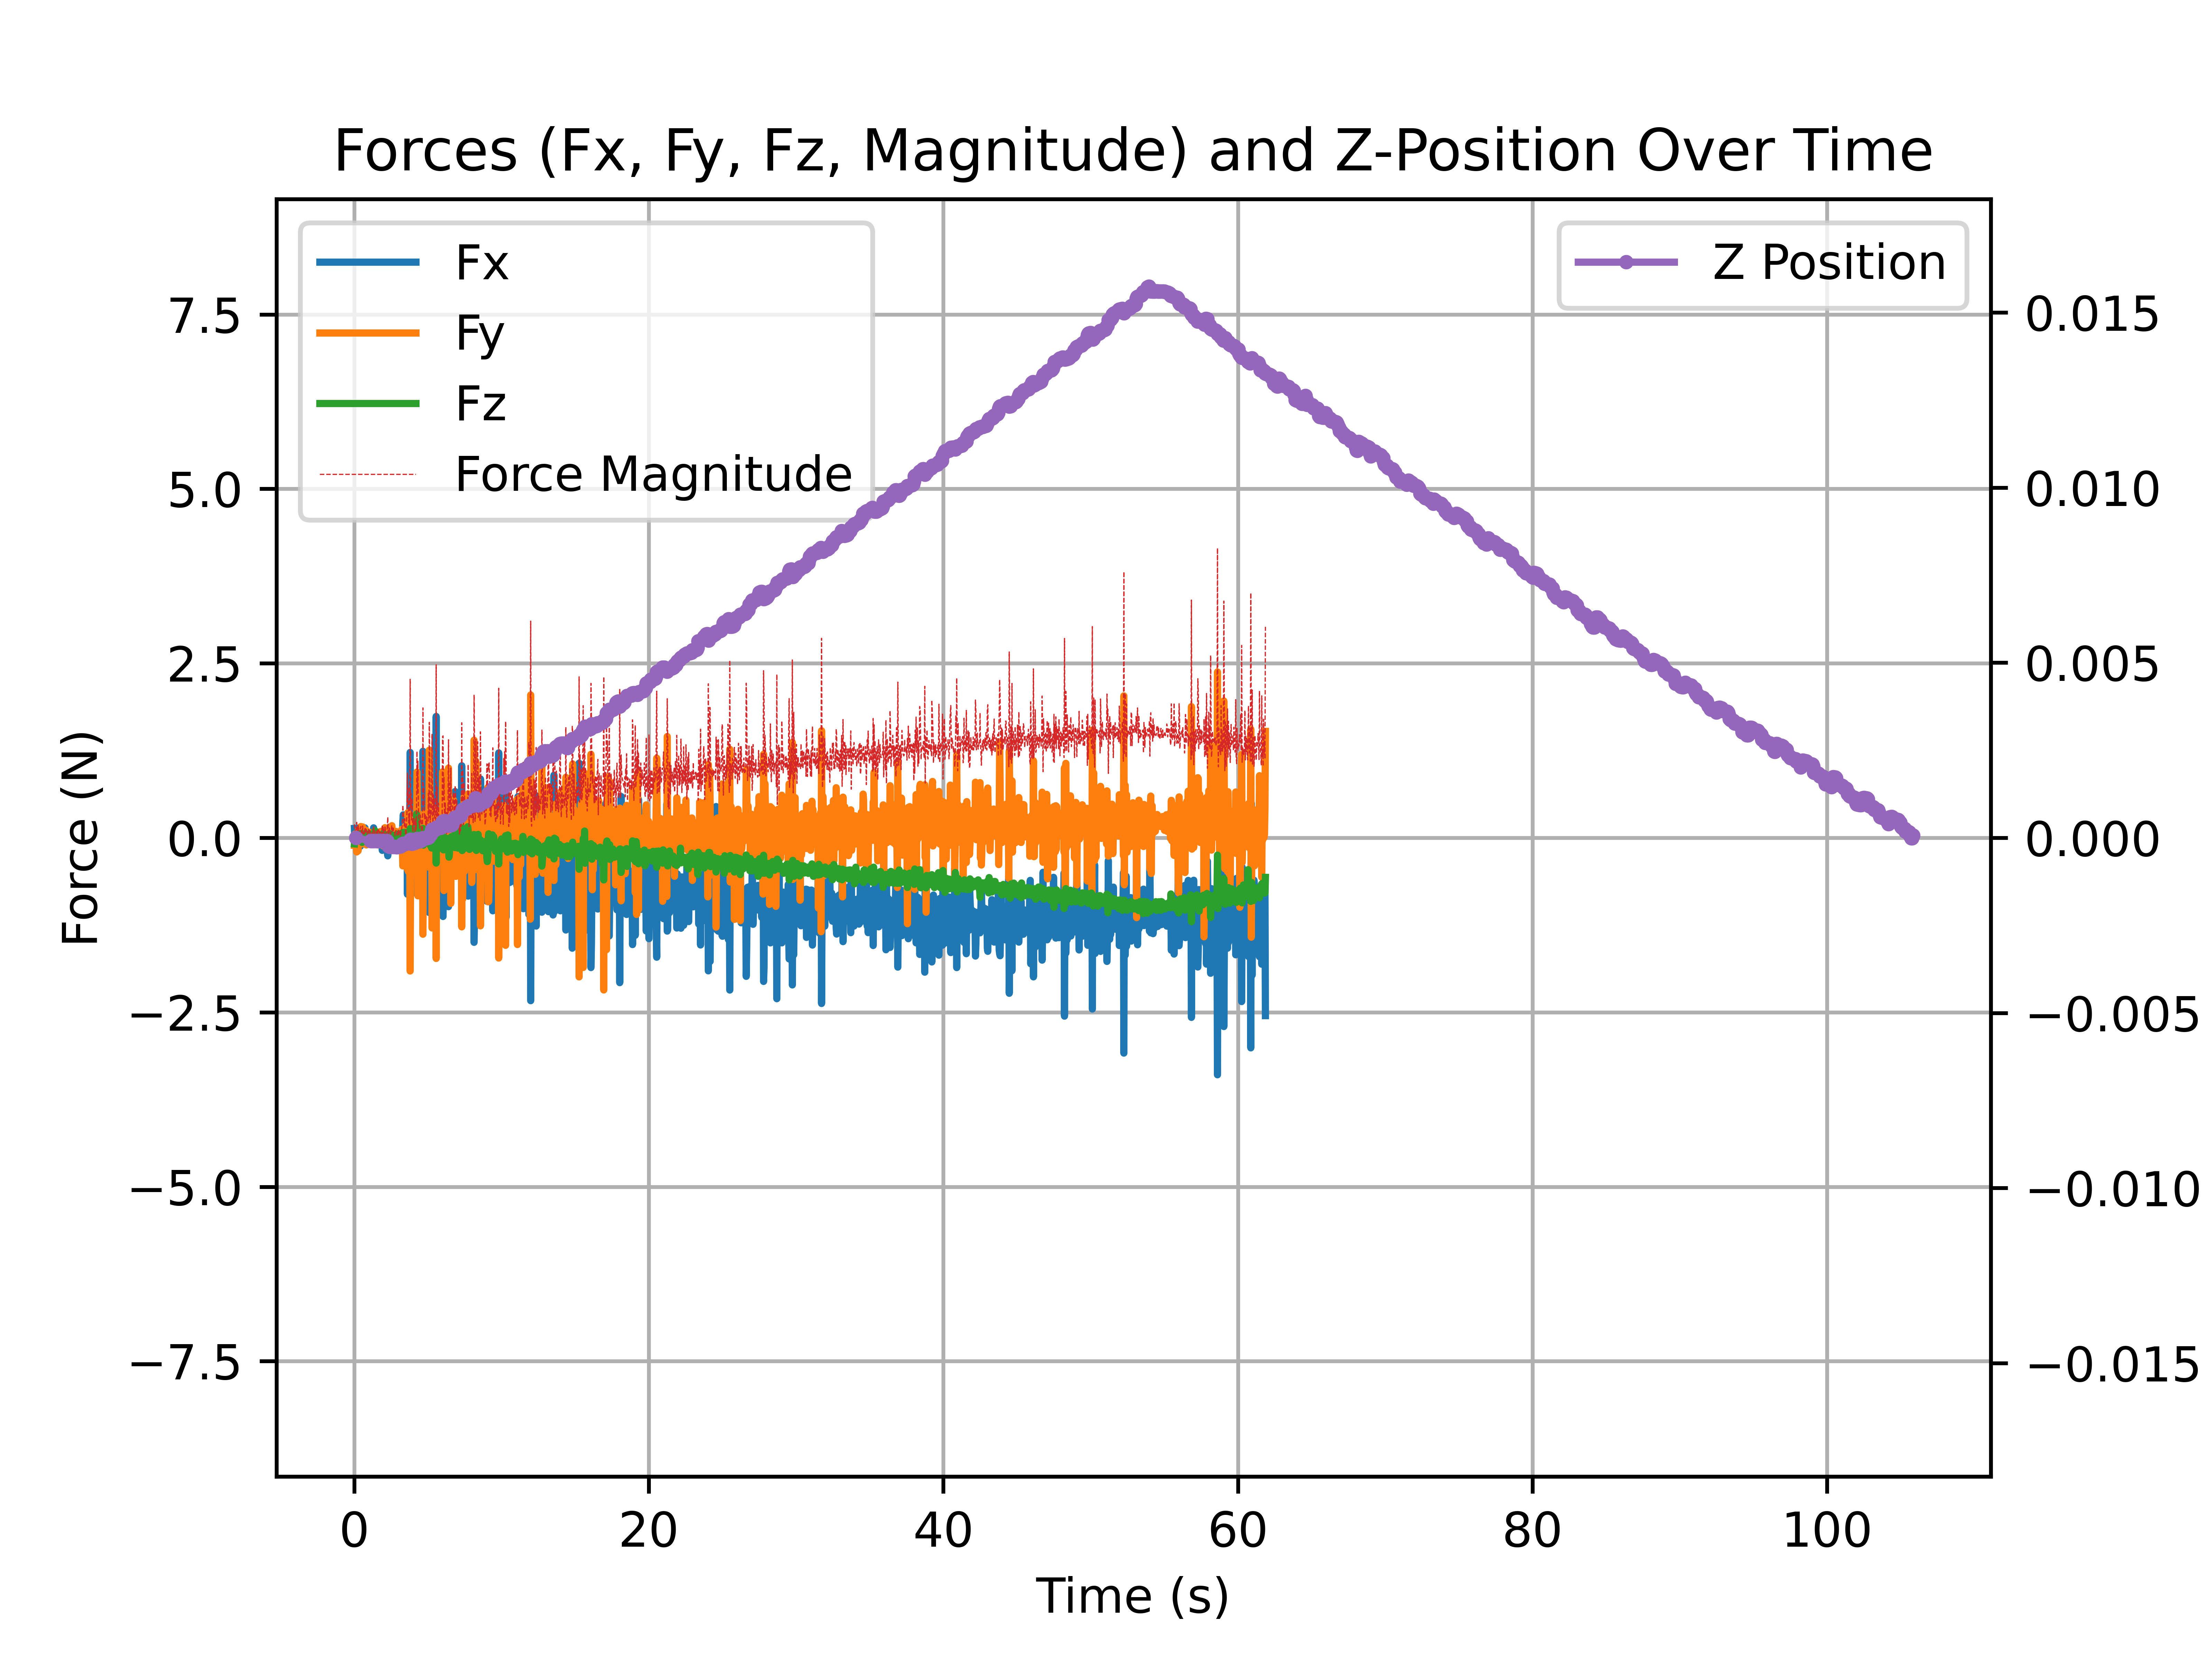 Forces (Fx, Fy, Fz, Magnitude) and Z-Position Over Time
Fx
Fy
Fz
Force Magnitude
Z Position
Force (N)
7.5
5.0
2.5
0.0
−2.5
−5.0
−7.5
0.015
0.010
0.005
0.000
−0.005
−0.010
−0.015
0 20 40 60 80 100
Time (s)